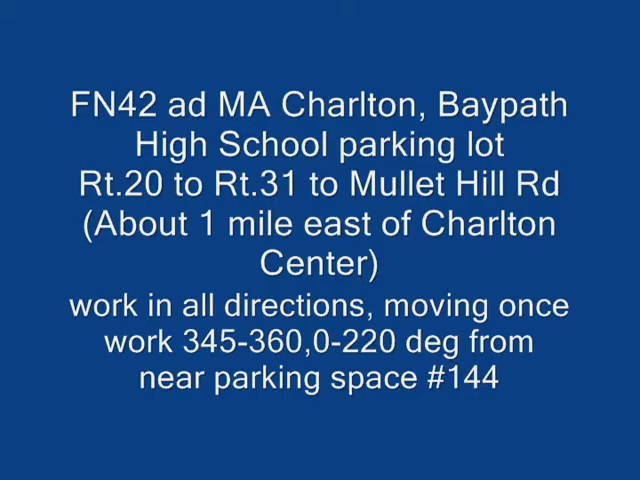 FN42 ad MA Charlton, Baypath
High School parking lot
Rt.20 to Rt.31 to Mullet Hill Rd
(About 1 mile east of Charlton
Center)
work in all directions, moving once
work 345-360,0-220 deg from
near parking space #144